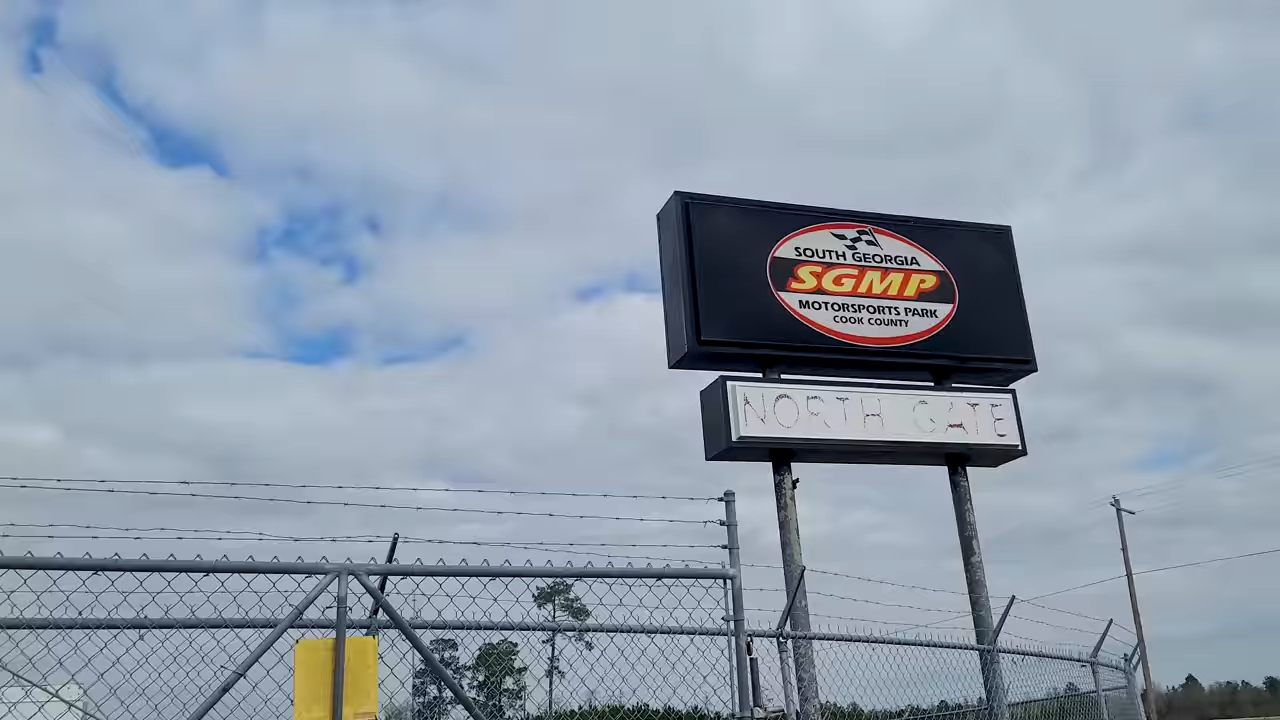 SOUTH GEORGIA
SGMP
MOTORSPORTS PARK
COOK COUNTY
NORTH GATE